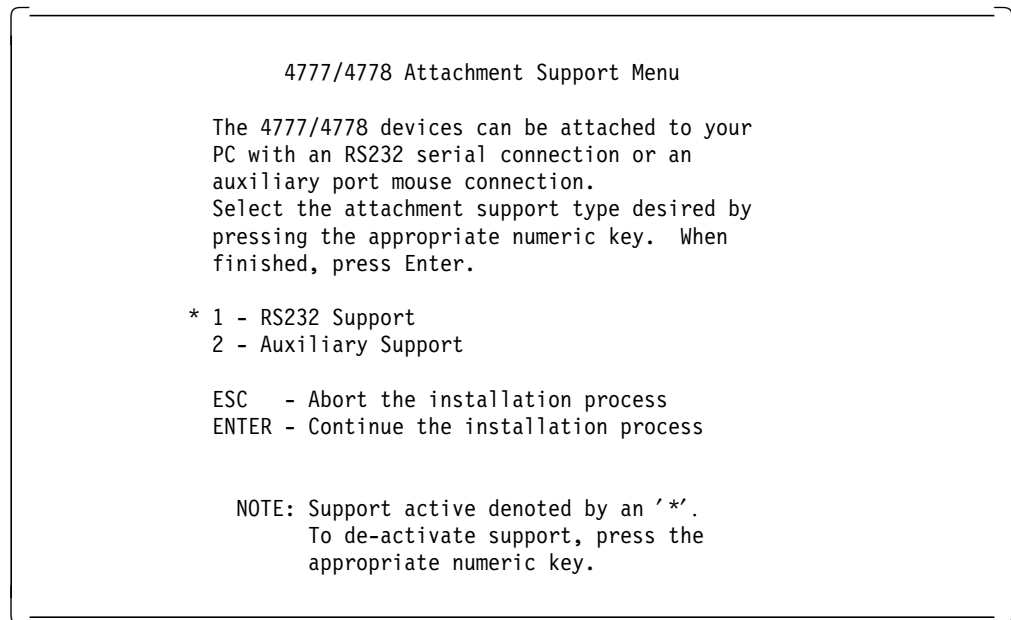 4777/4778 Attachment Support Menu
The 4777/4778 devices can be attached to your
PC with an RS232 serial connection or an
auxiliary port mouse connection.
Select the attachment support type desired by
pressing the appropriate numeric key.  When
finished, press Enter.
* 1 - RS232 Support
2 - Auxiliary Support
ESC   - Abort the installation process
ENTER - Continue the installation process
NOTE: Support active denoted by an ′*′.
To de-activate support, press the
appropriate numeric key.